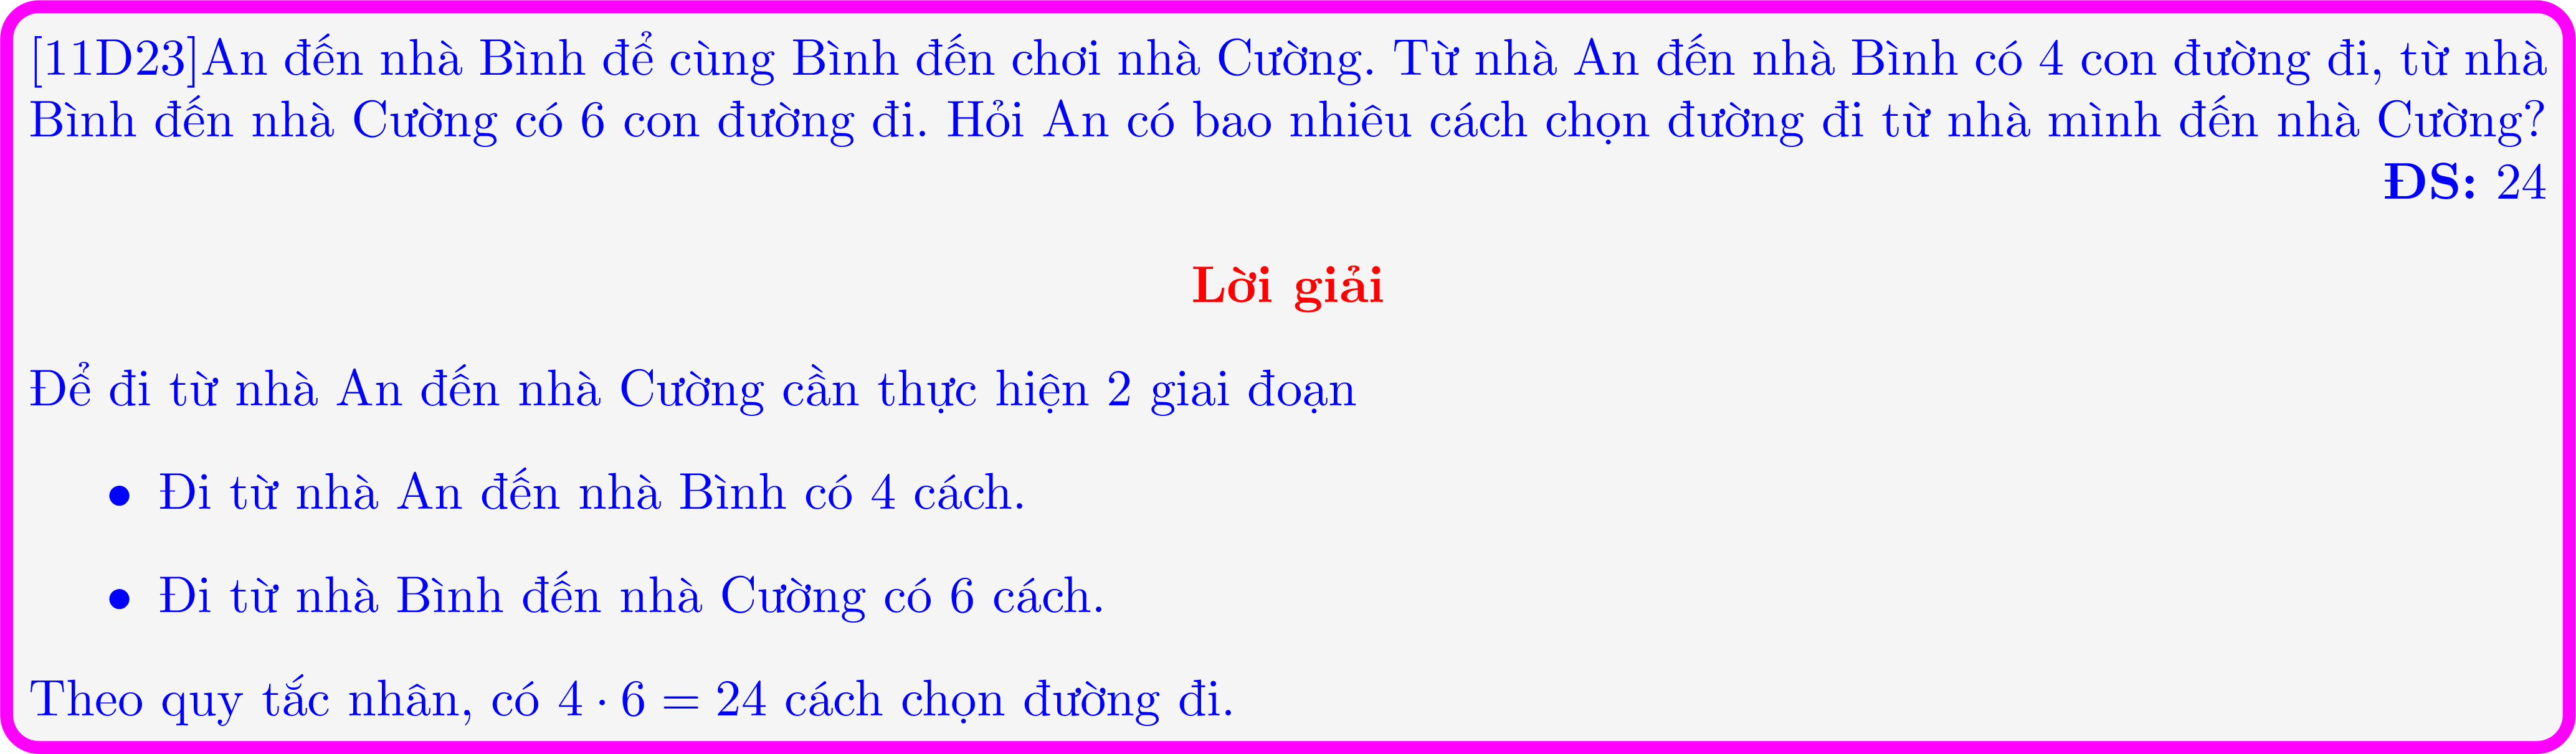 [11D23]An đến nhà Bình để cùng Bình đến chơi nhà Cường. Từ nhà An đến nhà Bình có 4 con đường đi, từ nhà
Bình đến nhà Cường có 6 con đường đi. Hỏi An có bao nhiêu cách chọn đường đi từ nhà mình đến nhà Cường?
ĐS: 24
Lời giải
Để đi từ nhà An đến nhà Cường cần thực hiện 2 giai đoạn
• Đi từ nhà An đến nhà Bình có 4 cách.
• Đi từ nhà Bình đến nhà Cường có 6 cách.
Theo quy tắc nhân, có 4 · 6 = 24 cách chọn đường đi.